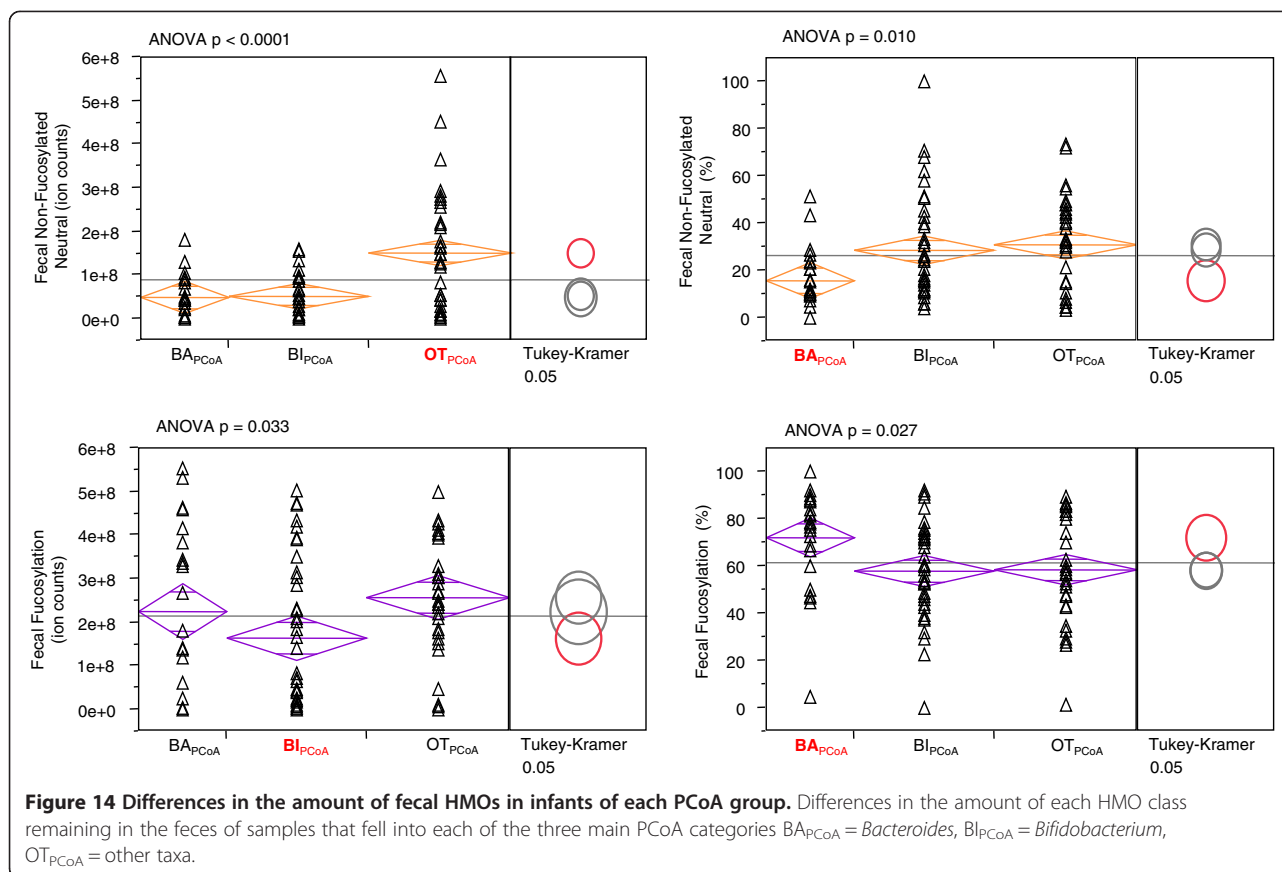 ANOVA p < 0.0001
Fecal Non-Fucosylated
Neutral (ion counts)
6e+8
5e+8
4e+8
3e+8
2e+8
1e+8
0e+0
BAPCoA
BIPCoA
OTPCoA
Tukey-Kramer
0.05
ANOVA p = 0.010
Fecal Non-Fucosylated
Neutral (%)
100
80
60
40
20
0
BAPCoA
BIPCoA
OTPCoA
Tukey-Kramer
0.05
ANOVA p = 0.033
Fecal Fucosylation
(ion counts)
6e+8
5e+8
4e+8
3e+8
2e+8
1e+8
0e+0
BAPCoA
BIPCoA
OTPCoA
Tukey-Kramer
0.05
ANOVA p = 0.027
Fecal Fucosylation (%)
100
80
60
40
20
0
BAPCoA
BIPCoA
OTPCoA
Tukey-Kramer
0.05
Figure 14 Differences in the amount of fecal HMOs in infants of each PCoA group. Differences in the amount of each HMO class
remaining in the feces of samples that fell into each of the three main PCoA categories BAPCoA = Bacteroides, BIPCoA = Bifidobacterium,
OTPCoA = other taxa.